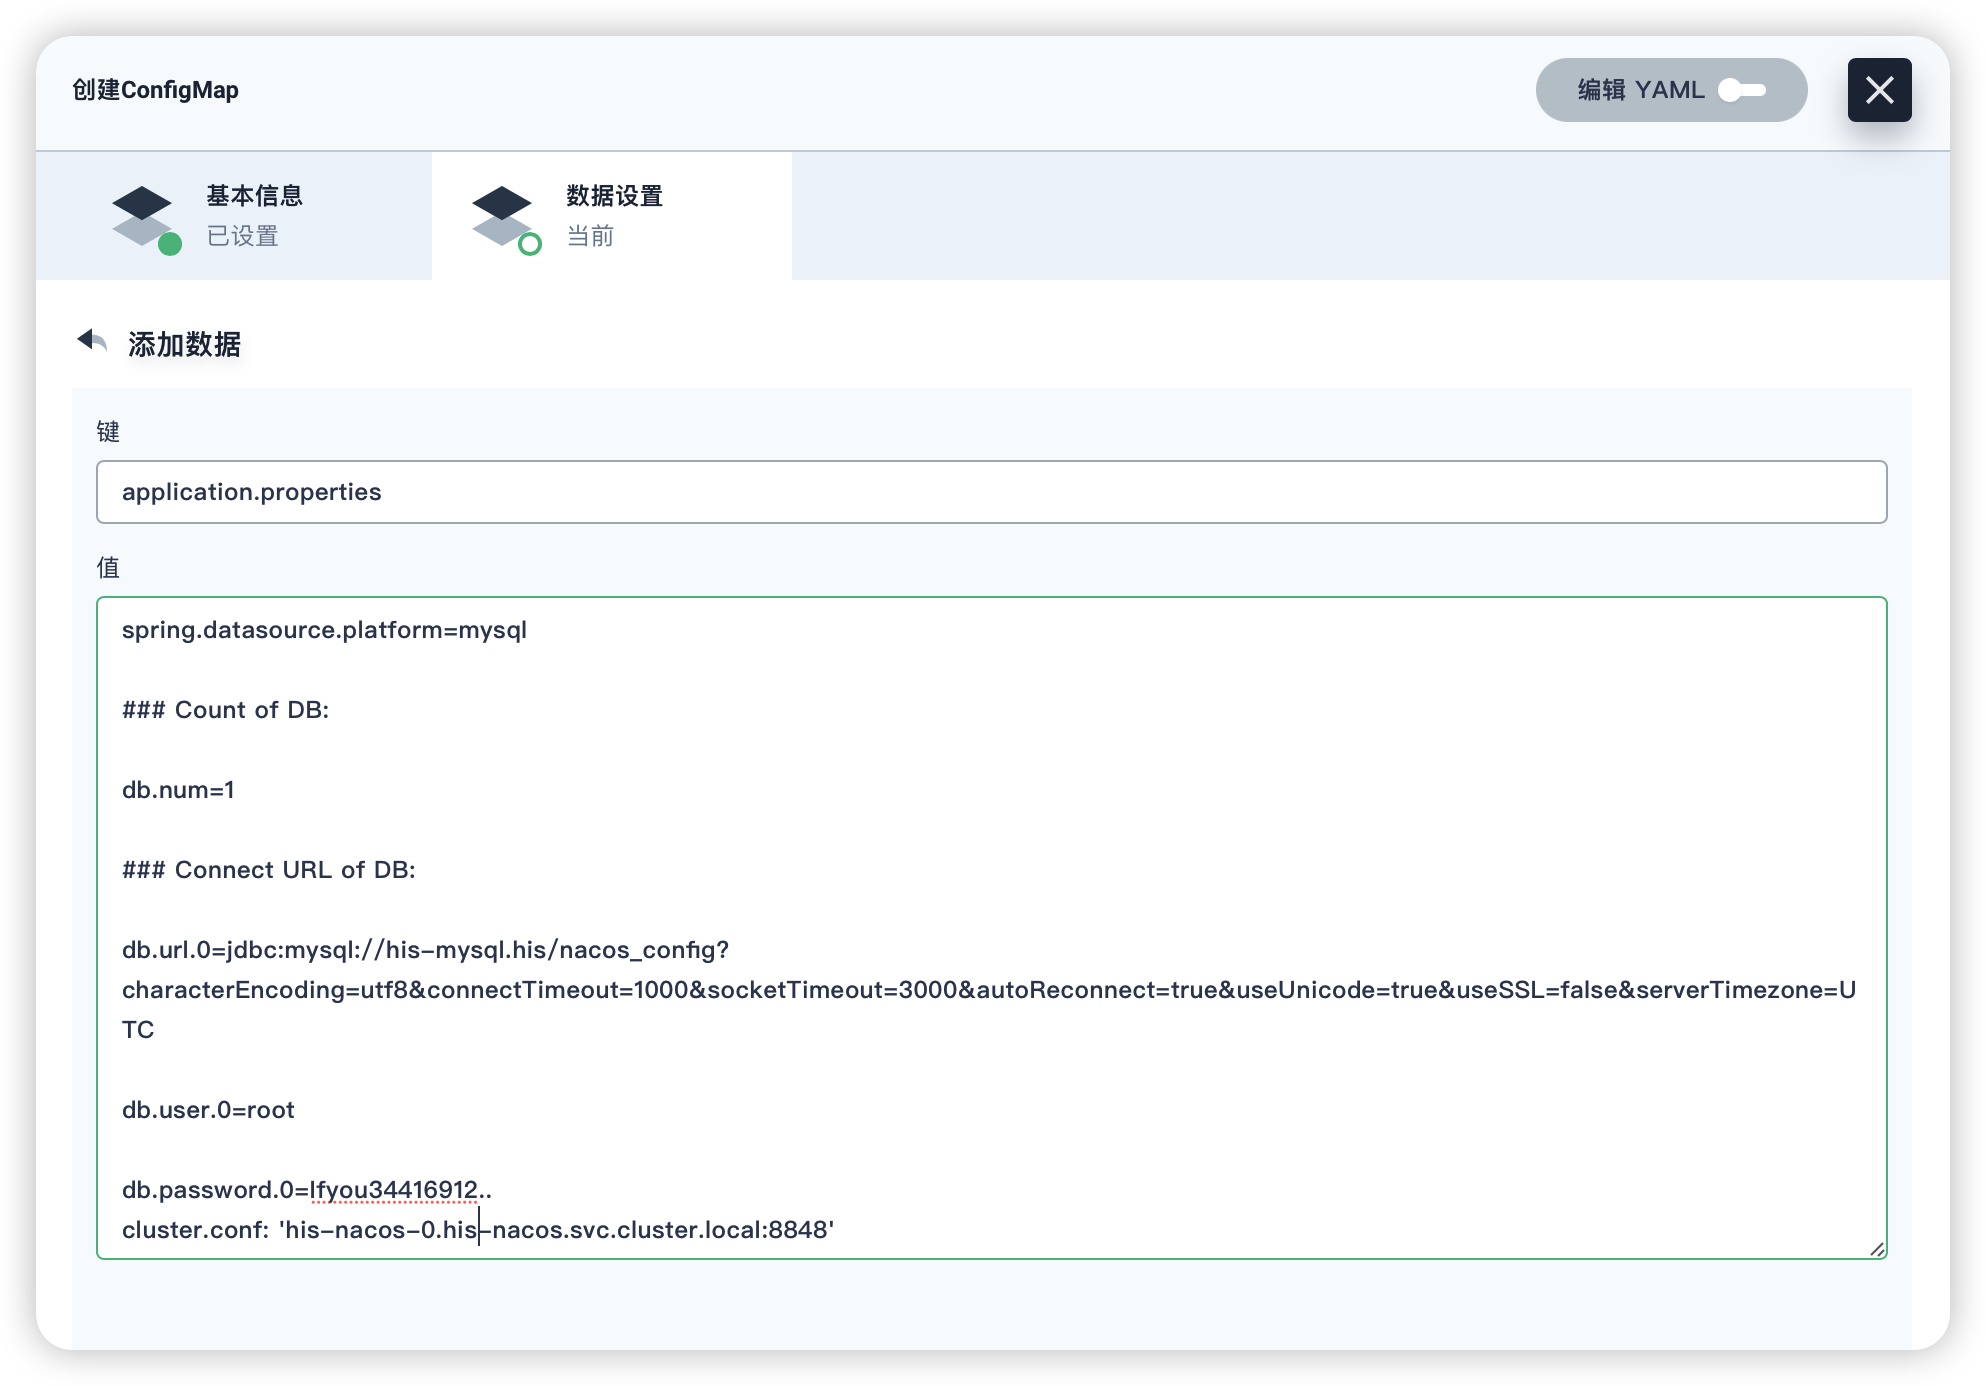 创建ConfigMap
编辑 YAML
基本信息
已设置
数据设置
当前
添加数据
键
application.properties
值
spring.datasource.platform=mysql
### Count of DB:
db.num=1
### Connect URL of DB:
db.url.0=jdbc:mysql://his-mysql.his/nacos_config?
characterEncoding=utf8&connectTimeout=1000&socketTimeout=3000&autoReconnect=true&useUnicode=true&useSSL=false&serverTimezone=U
TC
db.user.0=root
db.password.0=lfyou34416912..
cluster.conf: 'his-nacos-0.his-nacos.svc.cluster.local:8848'